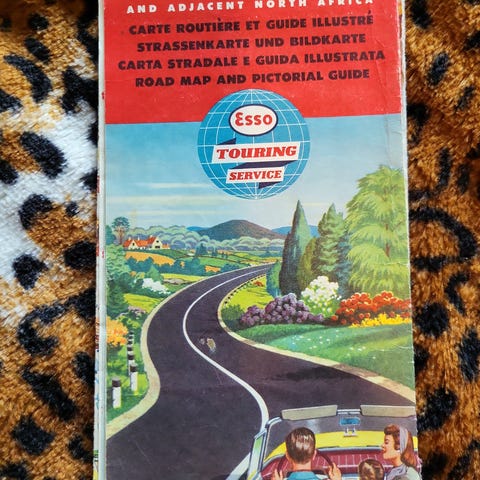 AND ADJACENT NORTH AFRICA
CARTE ROUTIÈRE ET GUIDE ILLUSTRÉ
STRASSENKARTE UND BILDKARTE
CARTA STRADALE E GUIDA ILLUSTRATA
ROAD MAP AND PICTORIAL GUIDE
Esso
TOURING
SERVICE